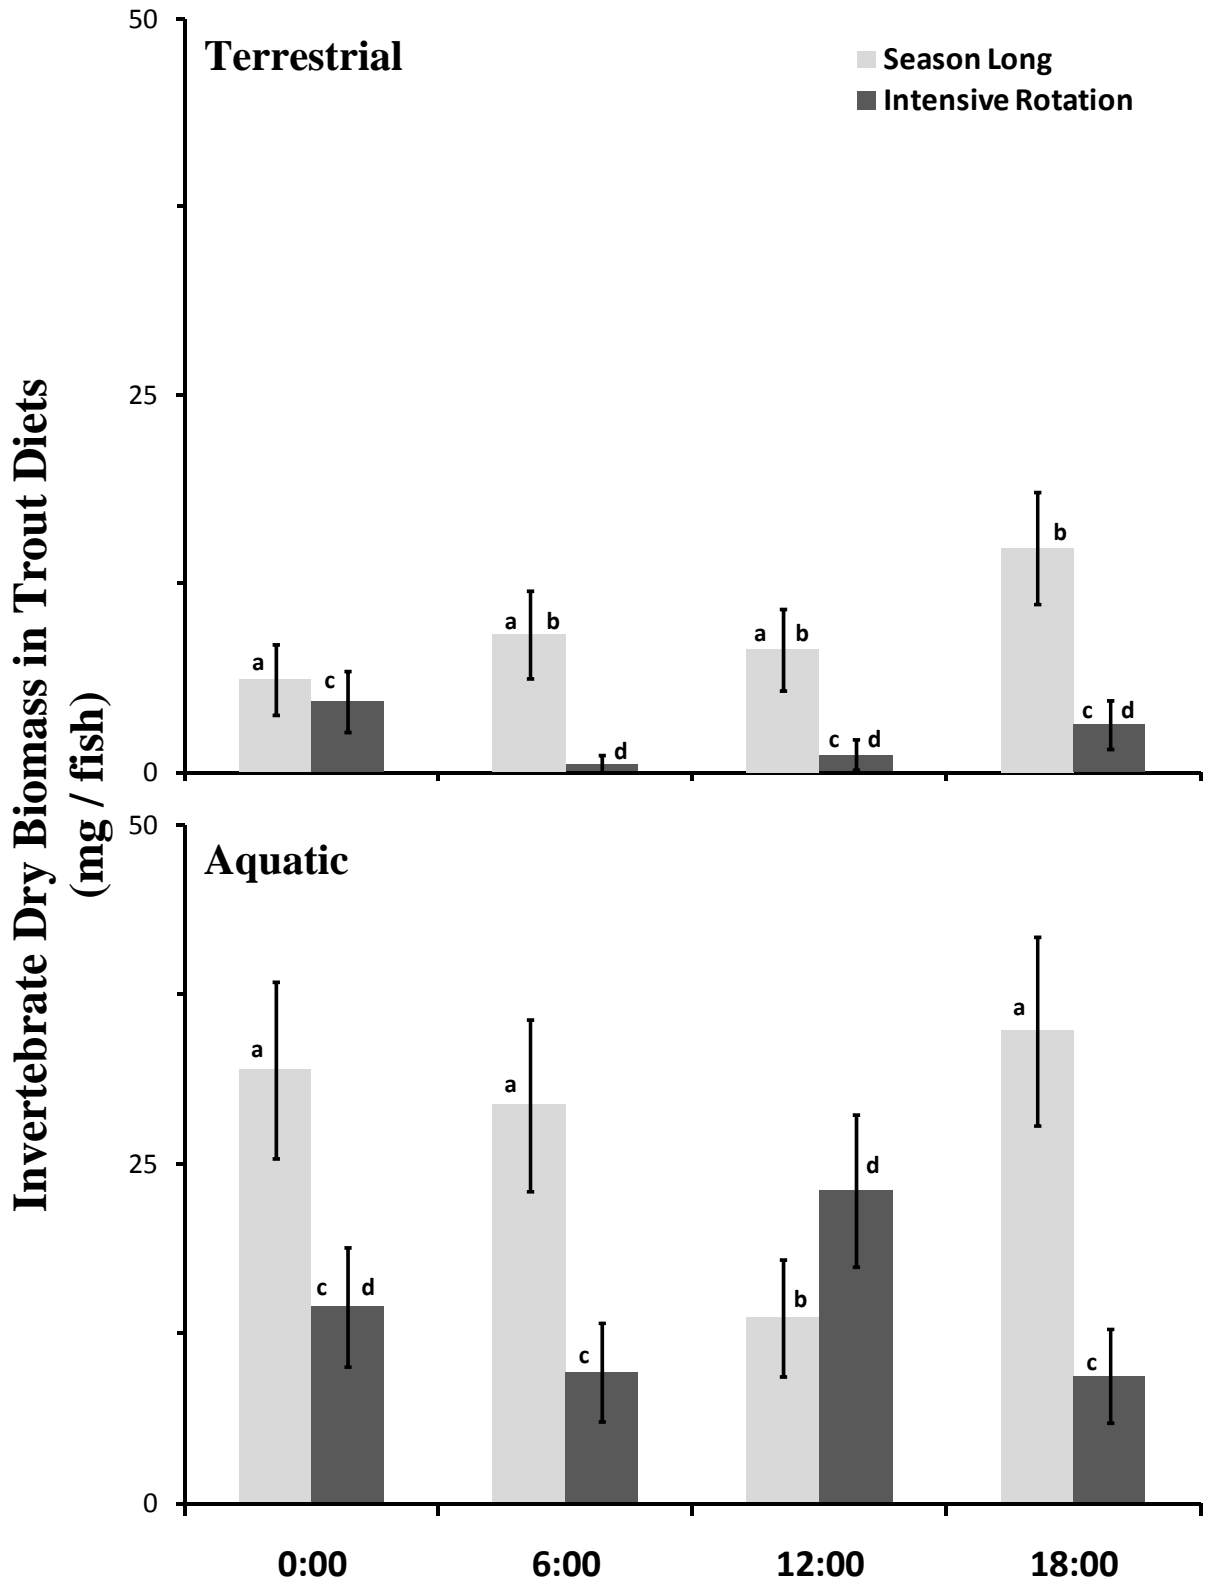 50
Terrestrial
Season Long
Intensive Rotation
25
0
a
c
a b
d
a b
c d
b
c d
Invertebrate Dry Biomass in Trout Diets
(mg / fish)
50
Aquatic
25
0
a
c d
a
c
b
d
a
c
0:00 6:00 12:00 18:00